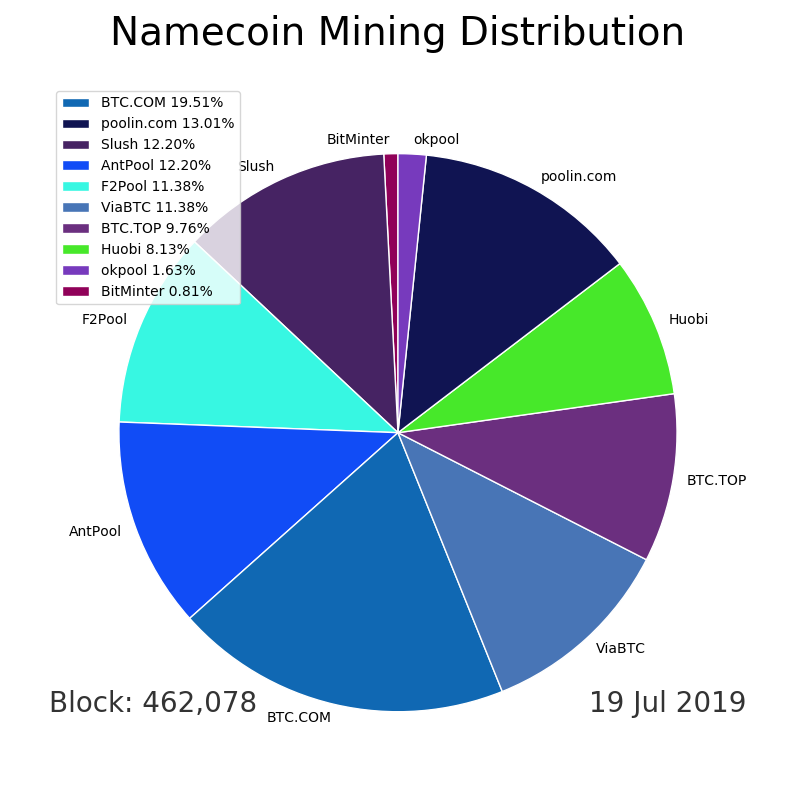 Namecoin Mining Distribution
BTC.COM 19.51%
poolin.com 13.01%
Slush 12.20%
AntPool 12.20%
F2Pool 11.38%
ViaBTC 11.38%
BTC.TOP 9.76%
Huobi 8.13%
okpool 1.63%
BitMinter 0.81%
BitMinter
okpool
Slush
poolin.com
F2Pool
Huobi
BTC.TOP
AntPool
ViaBTC
BTC.COM
Block: 462,078
19 Jul 2019